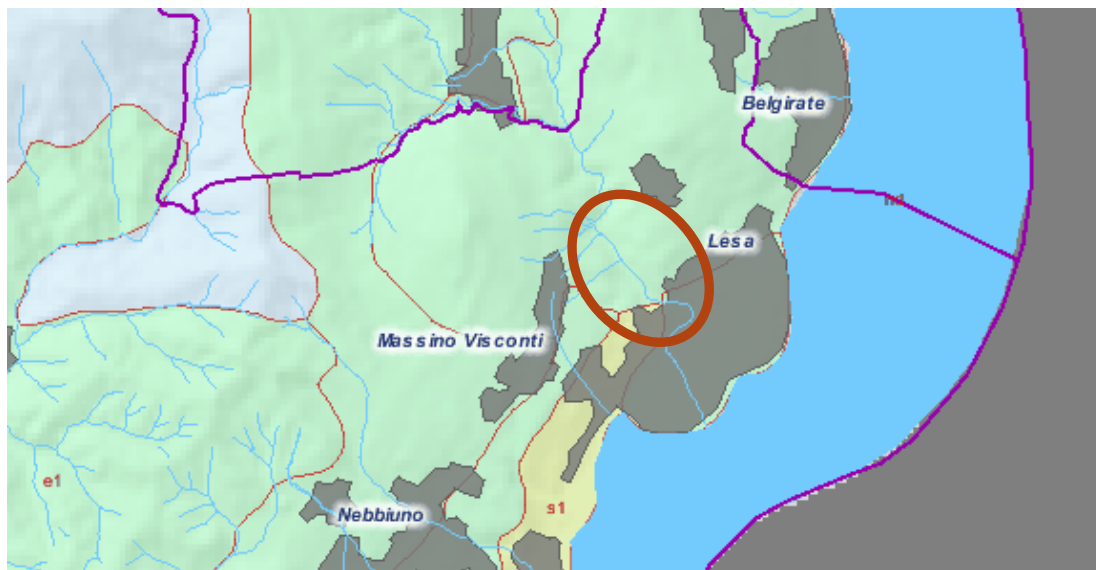 Belgirate
Lesa
Massino Visconti
e1
s1
Nebbiuno